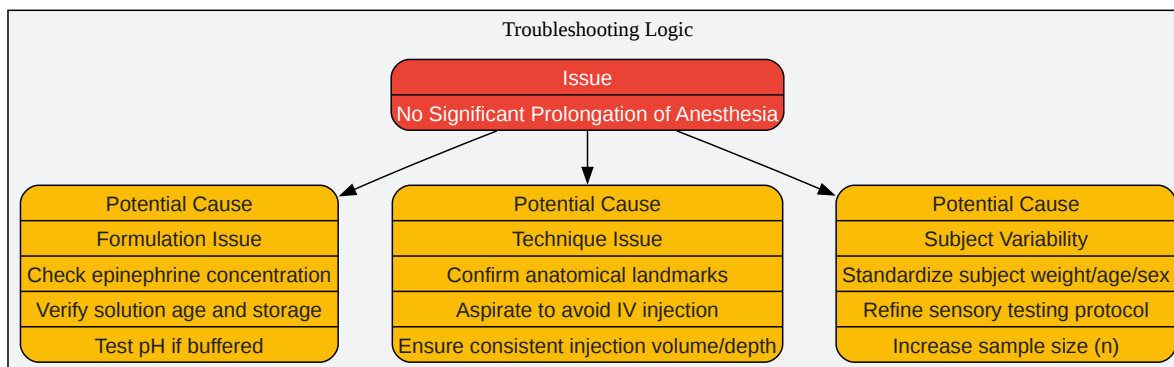 Troubleshooting Logic
Issue
No Significant Prolongation of Anesthesia
Potential Cause
Formulation Issue
Check epinephrine concentration
Verify solution age and storage
Test pH if buffered
Potential Cause
Technique Issue
Confirm anatomical landmarks
Aspirate to avoid IV injection
Ensure consistent injection volume/depth
Potential Cause
Subject Variability
Standardize subject weight/age/sex
Refine sensory testing protocol
Increase sample size (n)